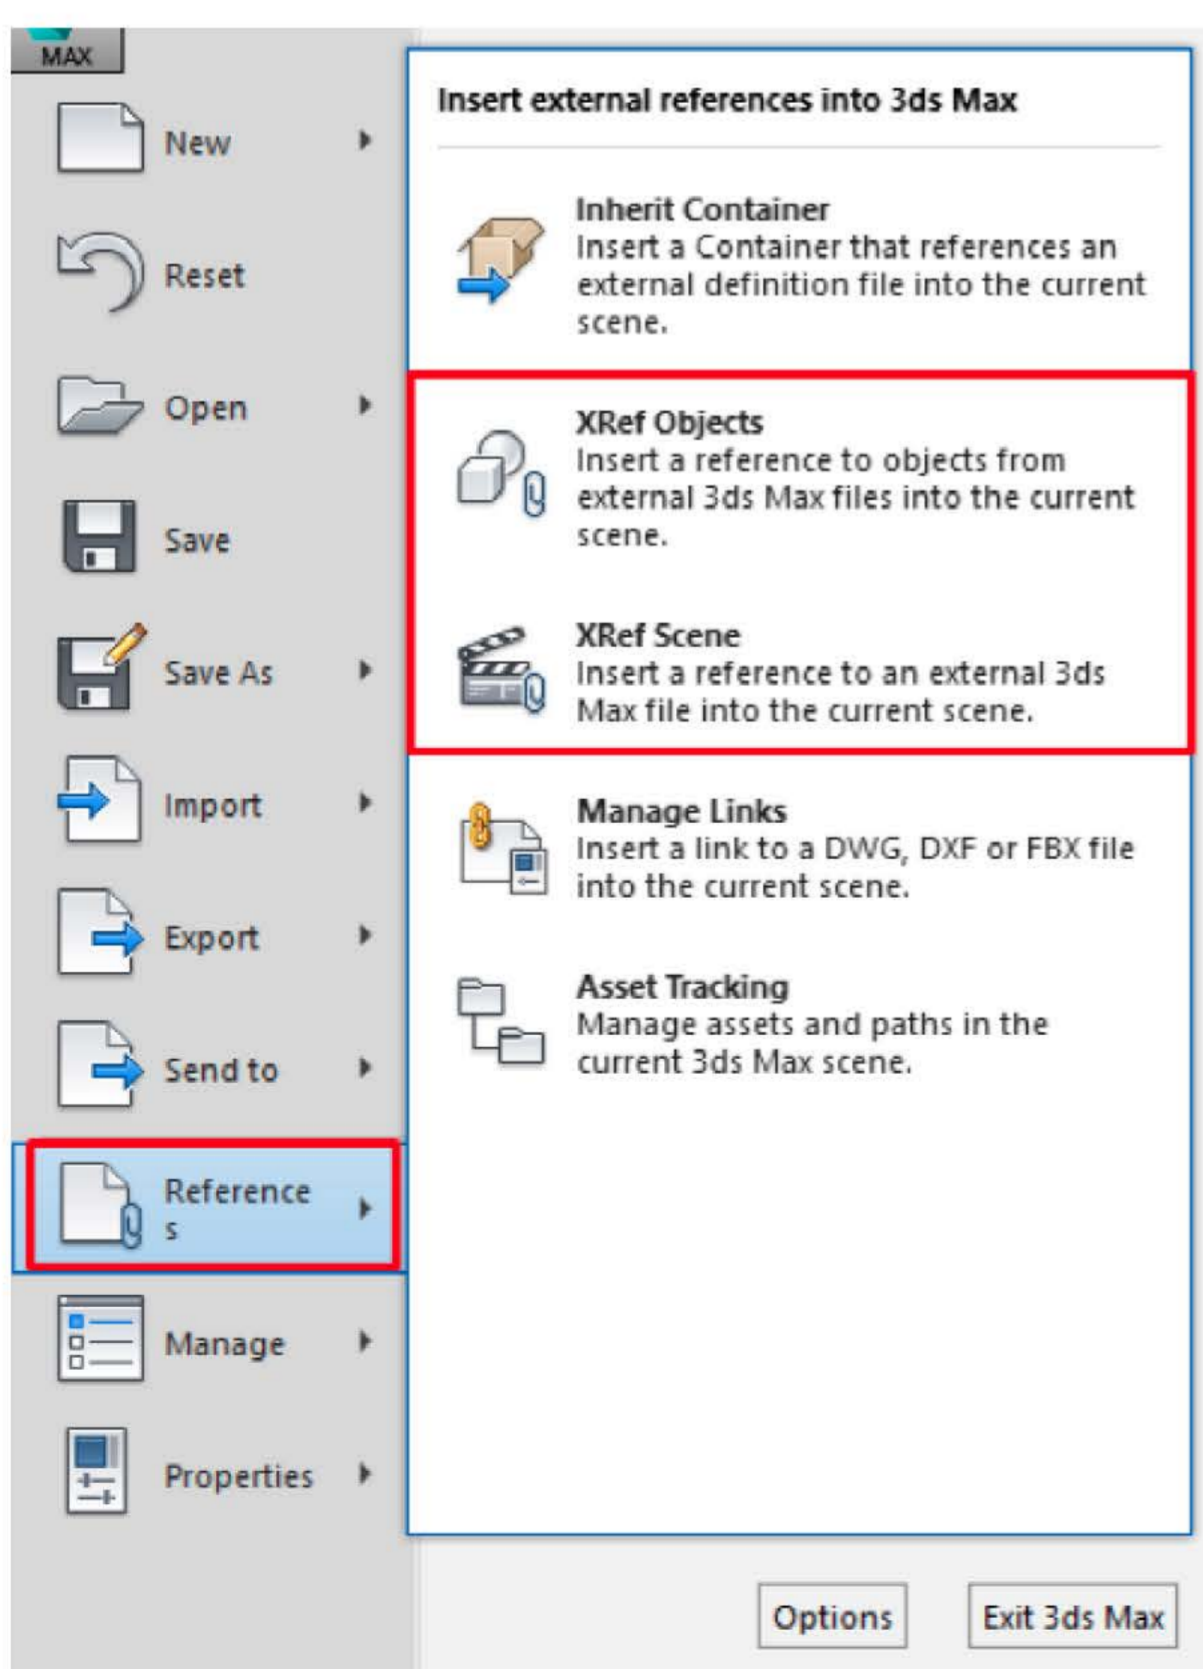 MAX
New
Reset
Open
Save
Save As
Import
Export
Send to
Reference
s
Manage
Properties
Insert external references into 3ds Max
Inherit Container
Insert a Container that references an
external definition file into the current
scene.
XRef Objects
Insert a reference to objects from
external 3ds Max files into the current
scene.
XRef Scene
Insert a reference to an external 3ds
Max file into the current scene.
Manage Links
Insert a link to a DWG, DXF or FBX file
into the current scene.
Asset Tracking
Manage assets and paths in the
current 3ds Max scene.
Options
Exit 3ds Max